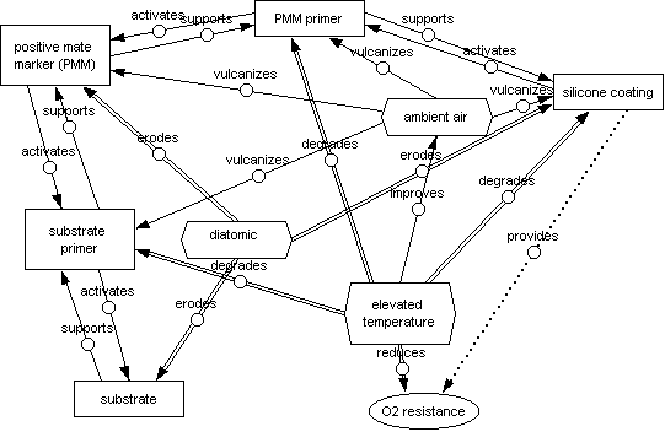 activates
supports
PMM primer
supports
positive mate
marker (PMM)
vulcanizes
activates
vulcanizes
vulcanizes
silicone coating
supports
ambient air
erodes
degrades
erodes
activates
vulcanizes
improves
degrades
substrate
primer
diatomic
provides
degrades
activates
erodes
elevated
temperature
supports
reduces
substrate
O2 resistance